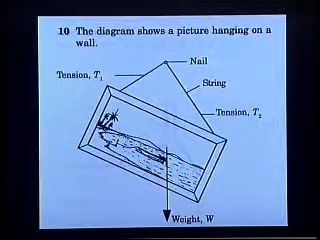 10 The diagram shows a picture hanging on a
wall.
Nail
Tension, T₁
String
Tension, T₂
Weight, W